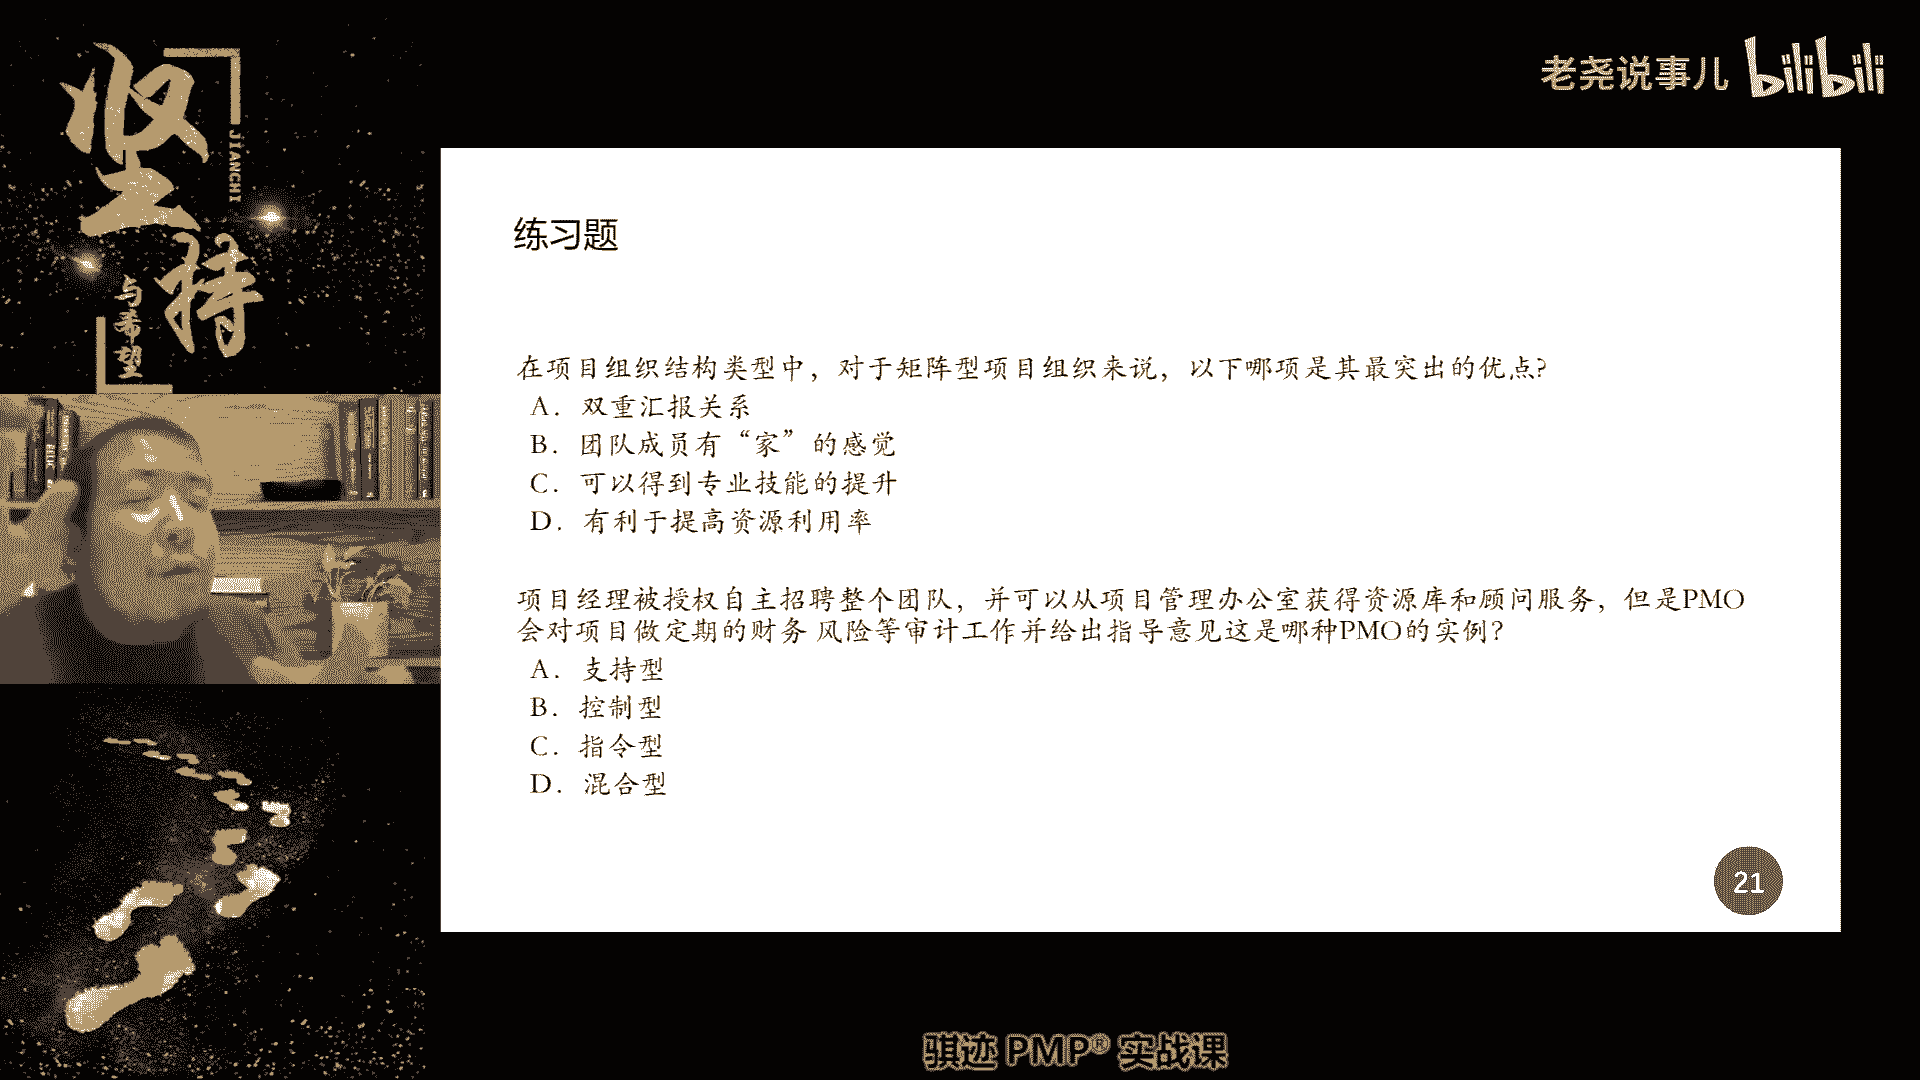 坚持
JIANCHI
与希望
老尧说事儿 bilibili
练习题
在项目组织结构类型中，对于矩阵型项目组织来说，以下哪项是其最突出的优点?
A. 双重汇报关系
B. 团队成员有“家”的感觉
C. 可以得到专业技能的提升
D. 有利于提高资源利用率
项目经理被授权自主招聘整个团队，并可以从项目管理办公室获得资源库和顾问服务，但是PMO
会对项目做定期的财务 风险等审计工作并给出指导意见这是哪种PMO的实例?
A. 支持型
B. 控制型
C. 指令型
D. 混合型
21
骐迹 PMP® 实战课